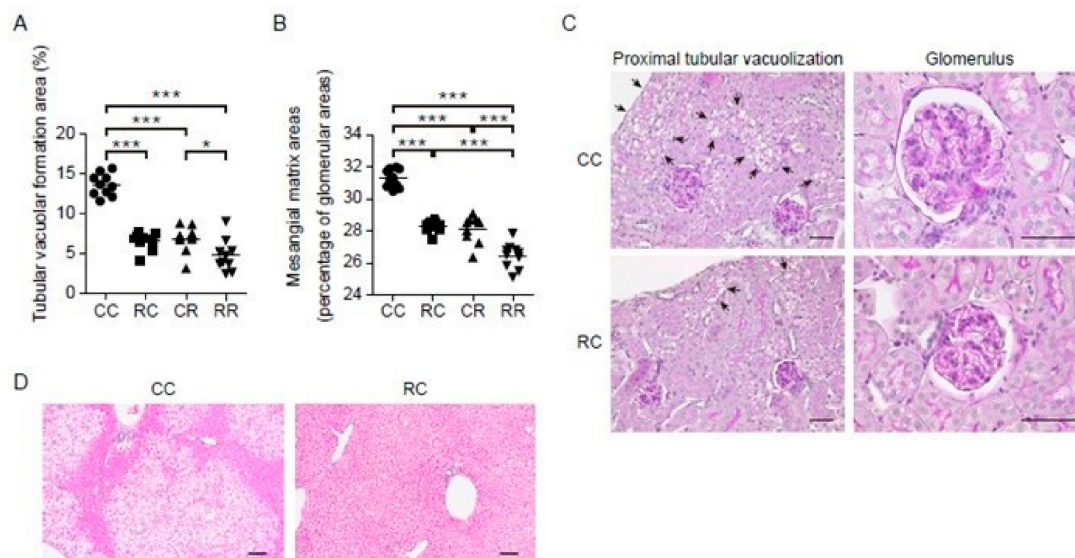 A
Tubular vacuolar formation area (%)
***
***
***
*
20
15
10
5
0
CC RC CR RR
B
Mesangial matrix areas
(percentage of glomerular areas)
***
***
***
***
***
34
32
30
28
26
24
CC RC CR RR
C
Proximal tubular vacuolization
Glomerulus
CC
RC
D
CC
RC